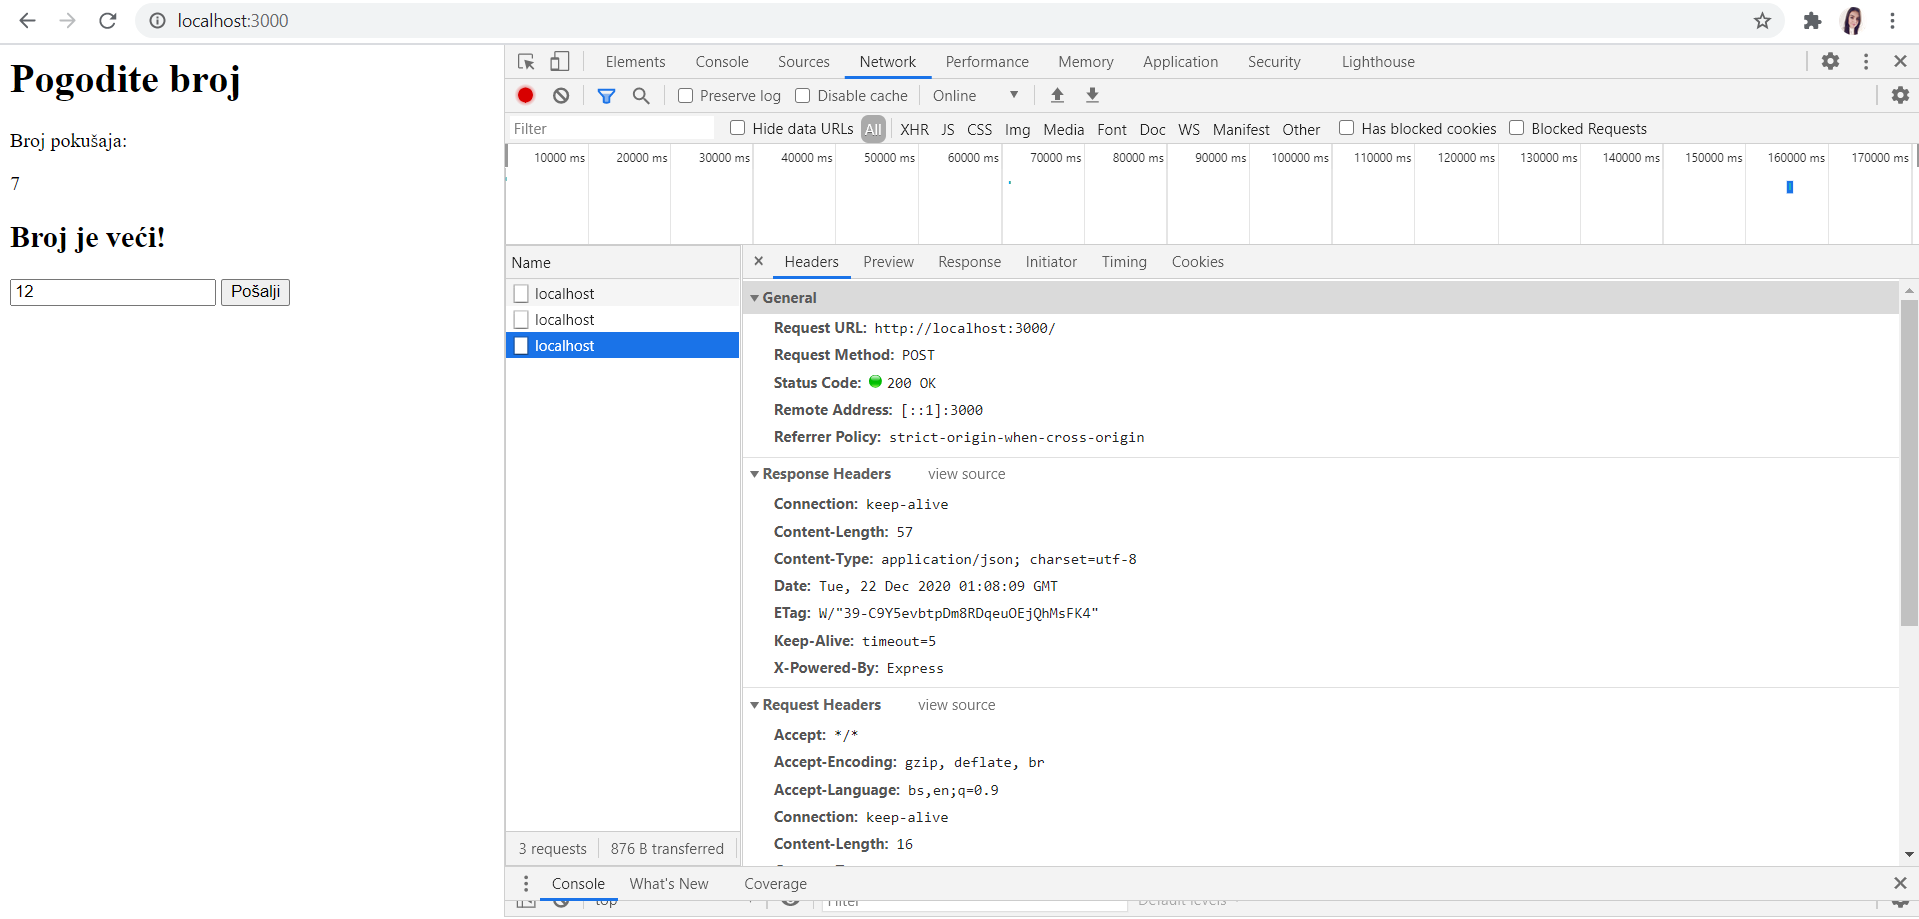 localhost:3000
Pogodite broj
Broj pokušaja:
7
Broj je veći!
12 Pošalji
Elements Console Sources Network Performance Memory Application Security Lighthouse
Preserve log Disable cache Online
Filter Hide data URLs All XHR JS CSS Img Media Font Doc WS Manifest Other Has blocked cookies Blocked Requests
10000 ms 20000 ms 30000 ms 40000 ms 50000 ms 60000 ms 70000 ms 80000 ms 90000 ms 100000 ms 110000 ms 120000 ms 130000 ms 140000 ms 150000 ms 160000 ms 170000 ms
Name
localhost
localhost
localhost
3 requests 876 B transferred
Headers Preview Response Initiator Timing Cookies
General
Request URL: http://localhost:3000/
Request Method: POST
Status Code: 200 OK
Remote Address: [::1]:3000
Referrer Policy: strict-origin-when-cross-origin
Response Headers view source
Connection: keep-alive
Content-Length: 57
Content-Type: application/json; charset=utf-8
Date: Tue, 22 Dec 2020 01:08:09 GMT
ETag: W/"39-C9Y5evbtpDm8RDqeuOEjQhMsFK4"
Keep-Alive: timeout=5
X-Powered-By: Express
Request Headers view source
Accept: */*
Accept-Encoding: gzip, deflate, br
Accept-Language: bs,en;q=0.9
Connection: keep-alive
Content-Length: 16
Console What's New Coverage
top Filter Default levels